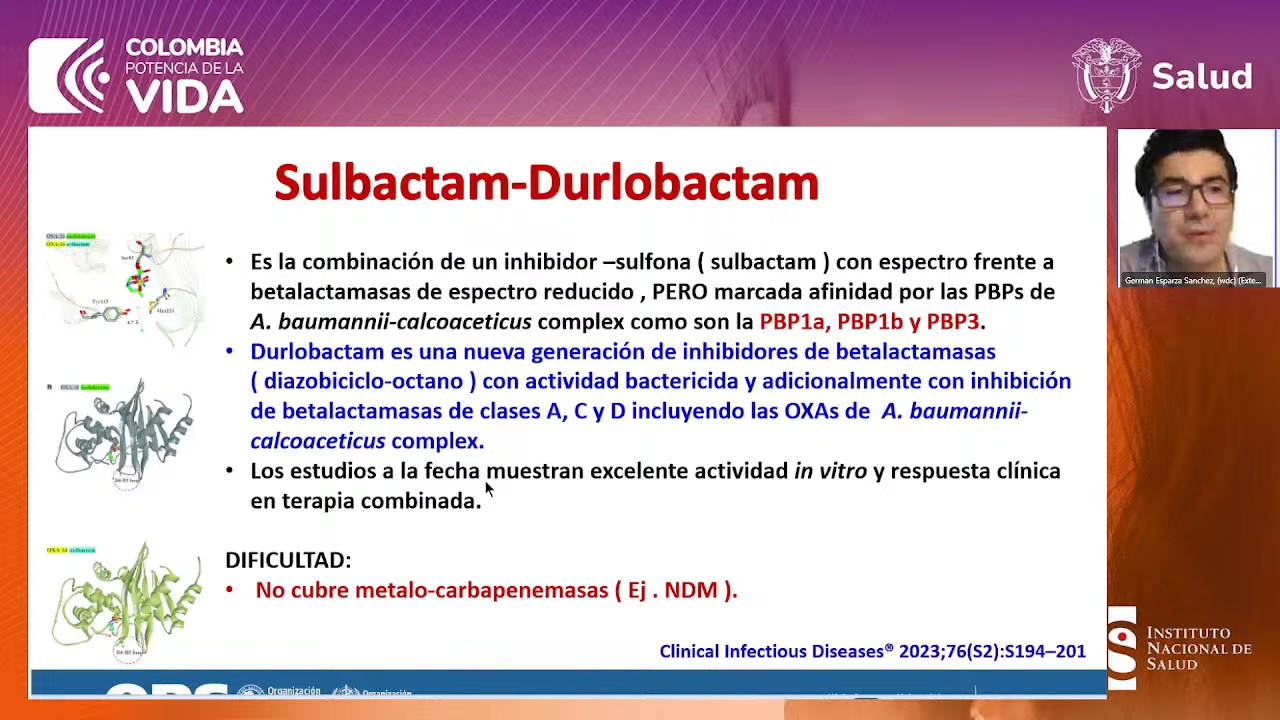 COLOMBIA
POTENCIA DE LA
VIDA
Salud
Sulbactam-Durlobactam
• Es la combinación de un inhibidor –sulfona ( sulbactam ) con espectro frente a
betalactamasas de espectro reducido , PERO marcada afinidad por las PBPs de
A. baumannii-calcoaceticus complex como son la PBP1a, PBP1b y PBP3.
• Durlobactam es una nueva generación de inhibidores de betalactamasas
( diazobiciclo-octano ) con actividad bactericida y adicionalmente con inhibición
de betalactamasas de clases A, C y D incluyendo las OXAs de A. baumannii-
calcoaceticus complex.
• Los estudios a la fecha muestran excelente actividad in vitro y respuesta clínica
en terapia combinada.
DIFICULTAD:
• No cubre metalo-carbapenemasas ( Ej . NDM ).
Clinical Infectious Diseases® 2023;76(S2):S194–201
German Esparza Sanchez, (wdc) (Exte...
INSTITUTO
NACIONAL DE
SALUD
OPS
Organización
Organización